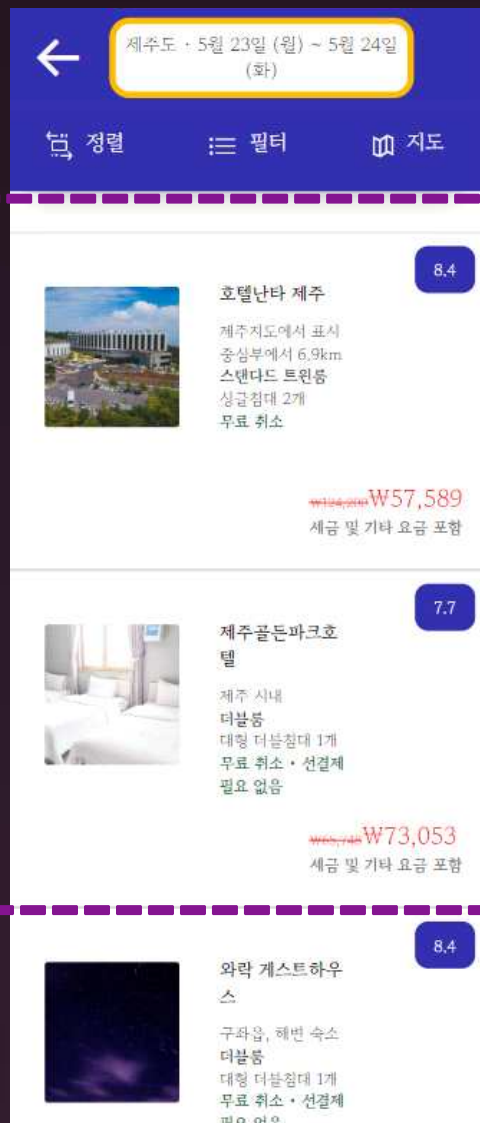 제주도 · 5월 23일 (월) ~ 5월 24일
(화)
정렬 필터 지도
8.4
호텔난타 제주
제주지도에서 표시
중심부에서 6.9km
스탠다드 트윈룸
싱글침대 2개
무료 취소
₩57,589
세금 및 기타 요금 포함
7.7
제주골든파크호
텔
제주 시내
더블룸
대형 더블침대 1개
무료 취소 • 선결제
필요 없음
₩73,053
세금 및 기타 요금 포함
8.4
와락 게스트하우
스
구좌읍, 해변 숙소
더블룸
대형 더블침대 1개
무료 취소 • 선결제
필요 없음